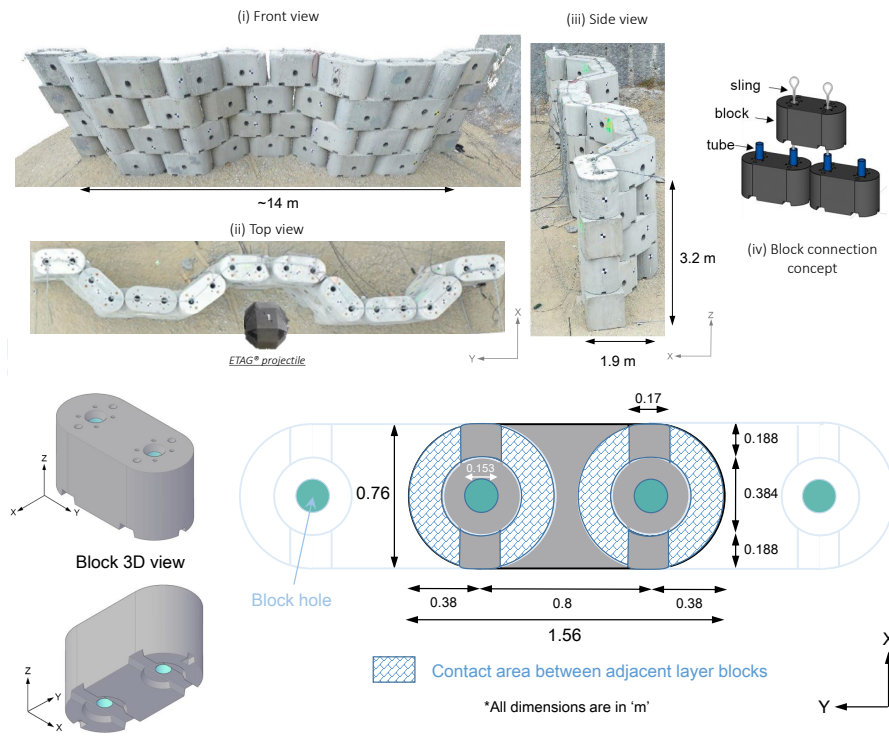 (i) Front view
(iii) Side view
sling
block
tube
~14 m
(ii) Top view
3.2 m
(iv) Block connection
concept
1
X
Y
ETAG® projectile
1.9 m
Z
X
0.17
0.188
0.153
0.76
0.384
0.188
Z
X
Y
Block 3D view
Block hole
0.38
0.8
0.38
1.56
Z
Y
X
Contact area between adjacent layer blocks
*All dimensions are in ‘m’
X
Y